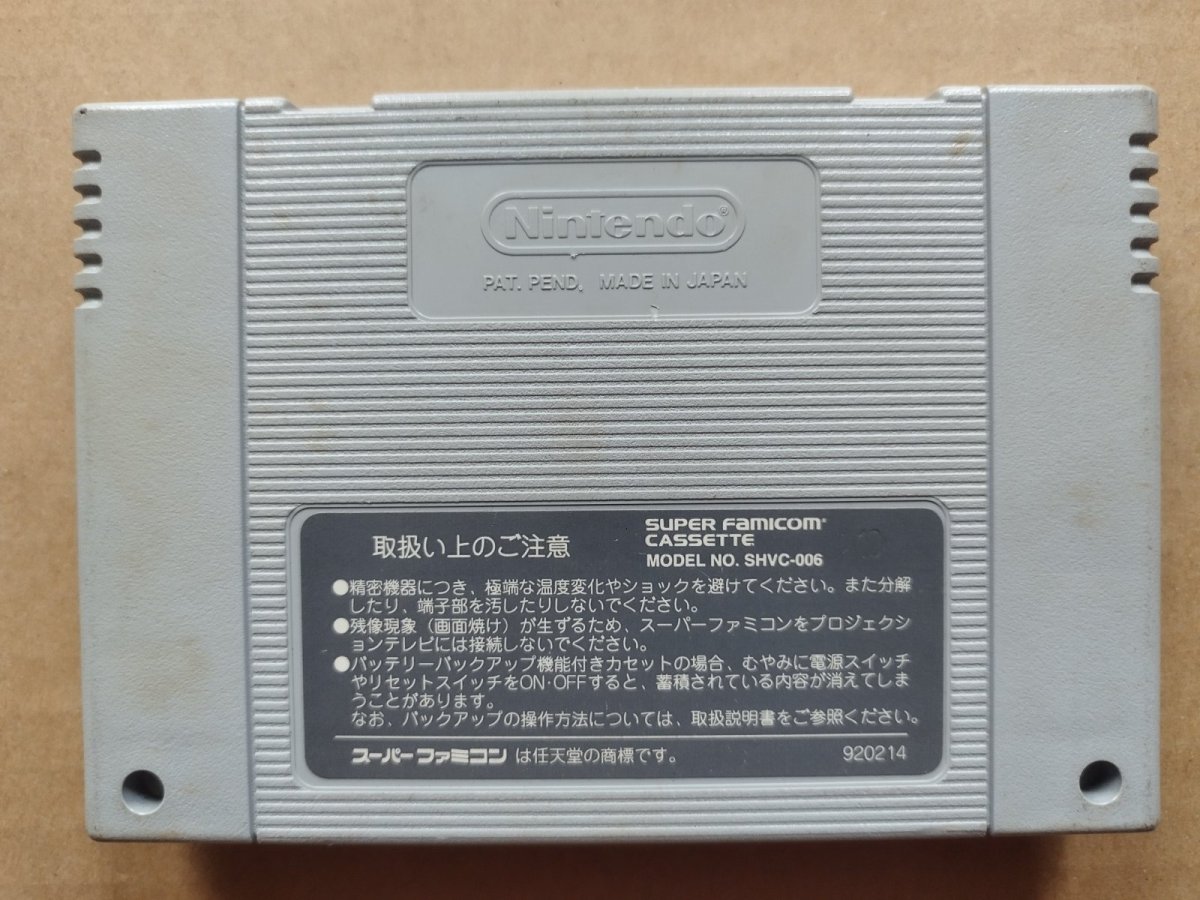 Nintendo®
PAT. PEND. MADE IN JAPAN
取扱い上のご注意
SUPER FAMICOM®
CASSETTE
MODEL NO. SHVC-006
●精密機器につき、極端な温度変化やショックを避けてください。また分解
したり、端子部を汚したりしないでください。
●残像現象(画面焼け)が生ずるため、スーパーファミコンをプロジェクシ
ョンテレビには接続しないでください。
●バッテリーバックアップ機能付きカセットの場合、むやみに電源スイッチ
やリセットスイッチをON・OFFすると、蓄積されている内容が消えてしま
うことがあります。
なお、バックアップの操作方法については、取扱説明書をご参照ください。
スーパーファミコンは任天堂の商標です。
920214